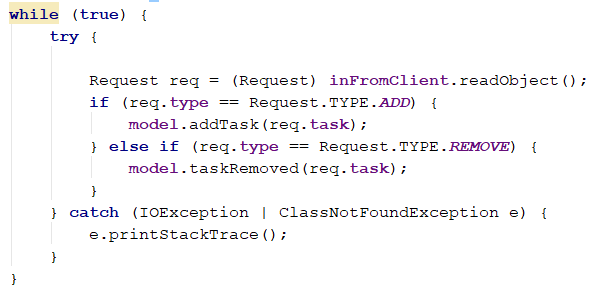 while (true) {
    try {

        Request req = (Request) inFromClient.readObject();
        if (req.type == Request.TYPE.ADD) {
            model.addTask(req.task);
        } else if (req.type == Request.TYPE.REMOVE) {
            model.taskRemoved(req.task);
        }
    } catch (IOException | ClassNotFoundException e) {
        e.printStackTrace();
    }
}